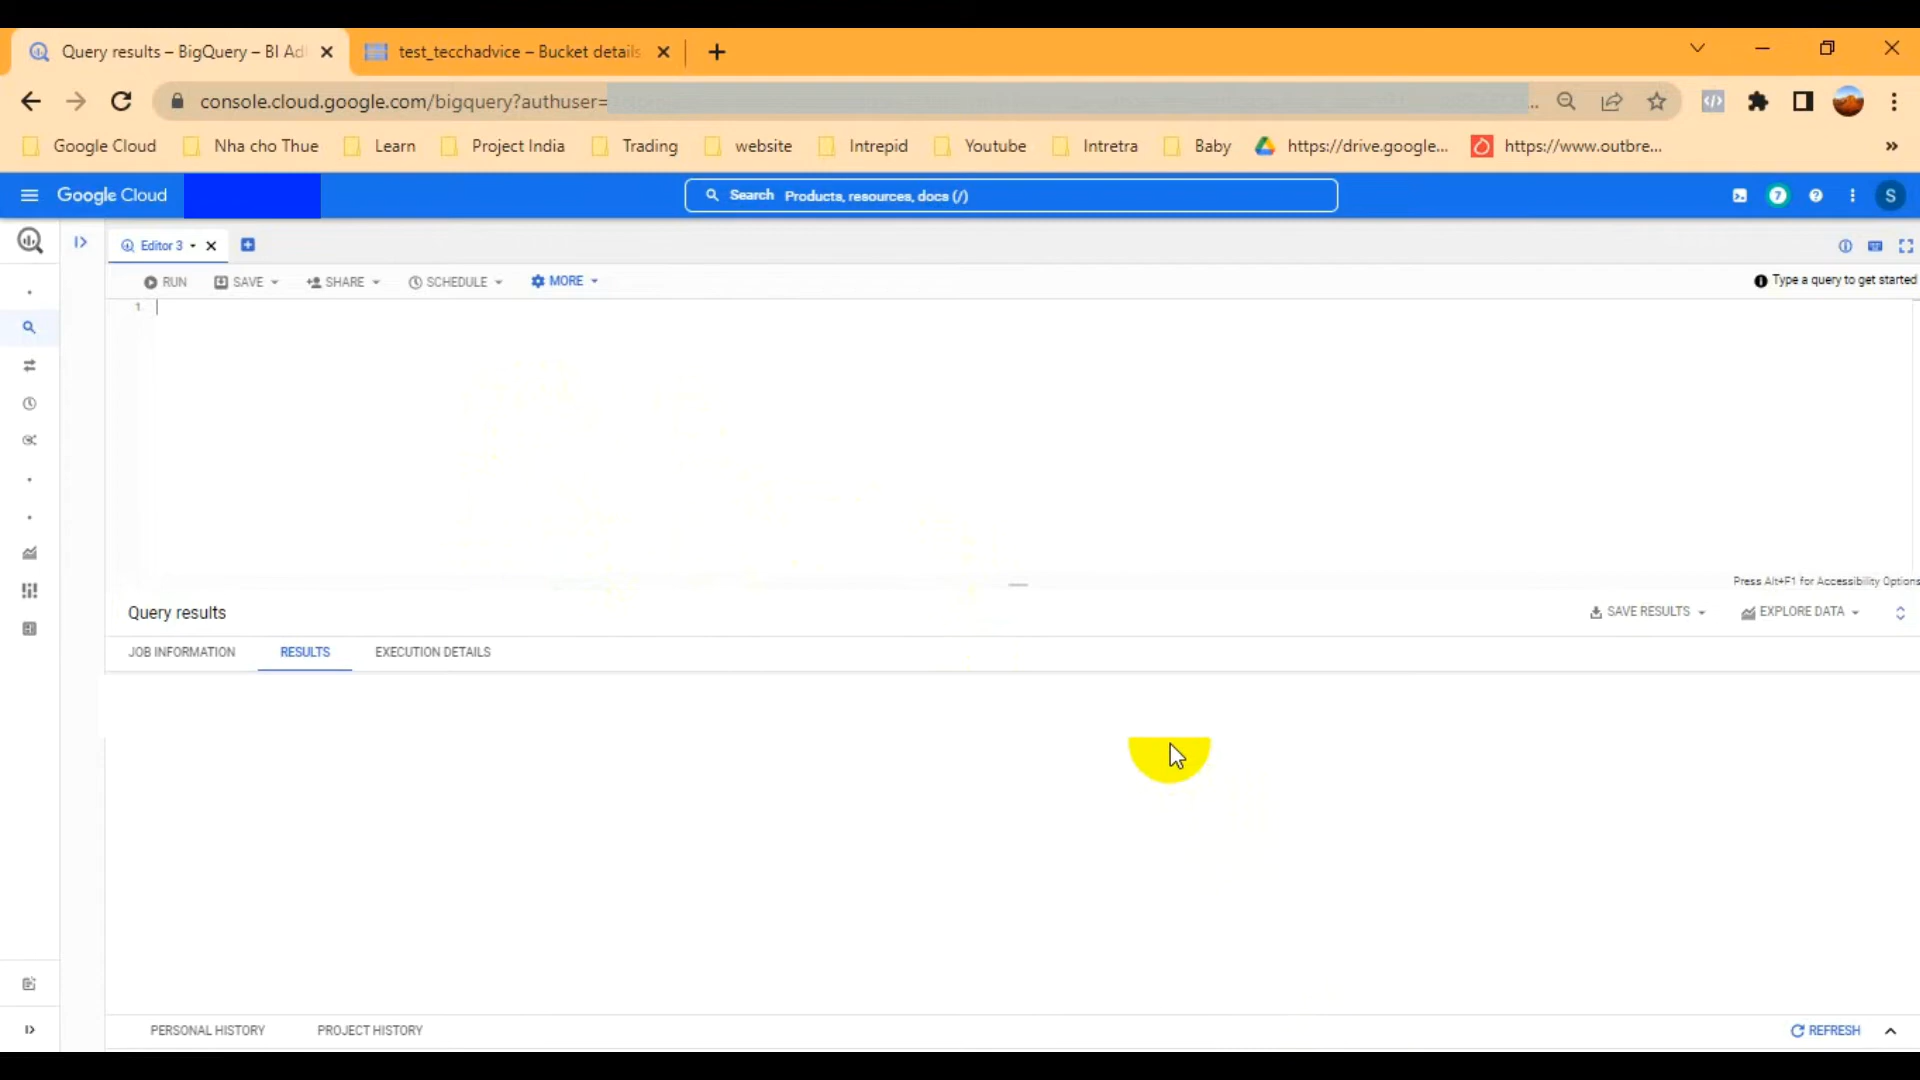 Query results – BigQuery – BI Ad
test_tecchadvice – Bucket details
console.cloud.google.com/bigquery?authuser= ...
Google Cloud Nha cho Thue Learn Project India Trading website Intrepid Youtube Intretra Baby https://drive.google... https://www.outbre... »
Google Cloud Search Products, resources, docs (/) 7 ? S
Editor 3
RUN SAVE SHARE SCHEDULE MORE Type a query to get started
1
Press Alt+F1 for Accessibility Options
Query results SAVE RESULTS EXPLORE DATA
JOB INFORMATION RESULTS EXECUTION DETAILS
PERSONAL HISTORY PROJECT HISTORY REFRESH